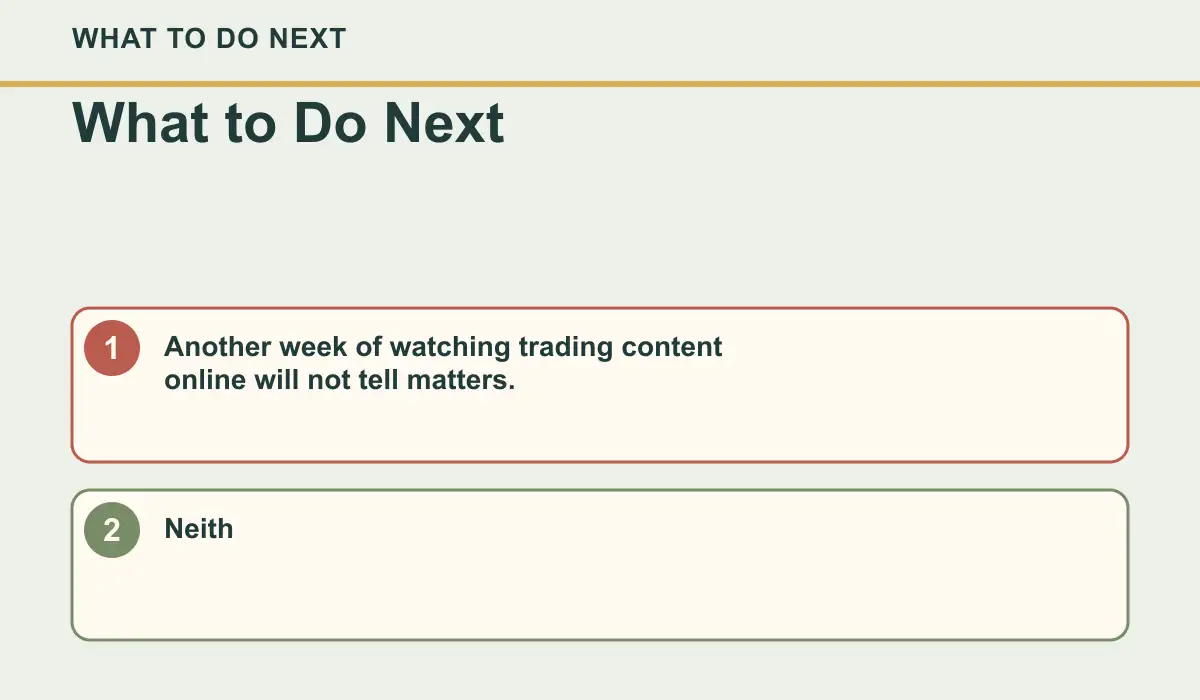 WHAT TO DO NEXT
What to Do Next
1
Another week of watching trading content
online will not tell matters.
2
Neith